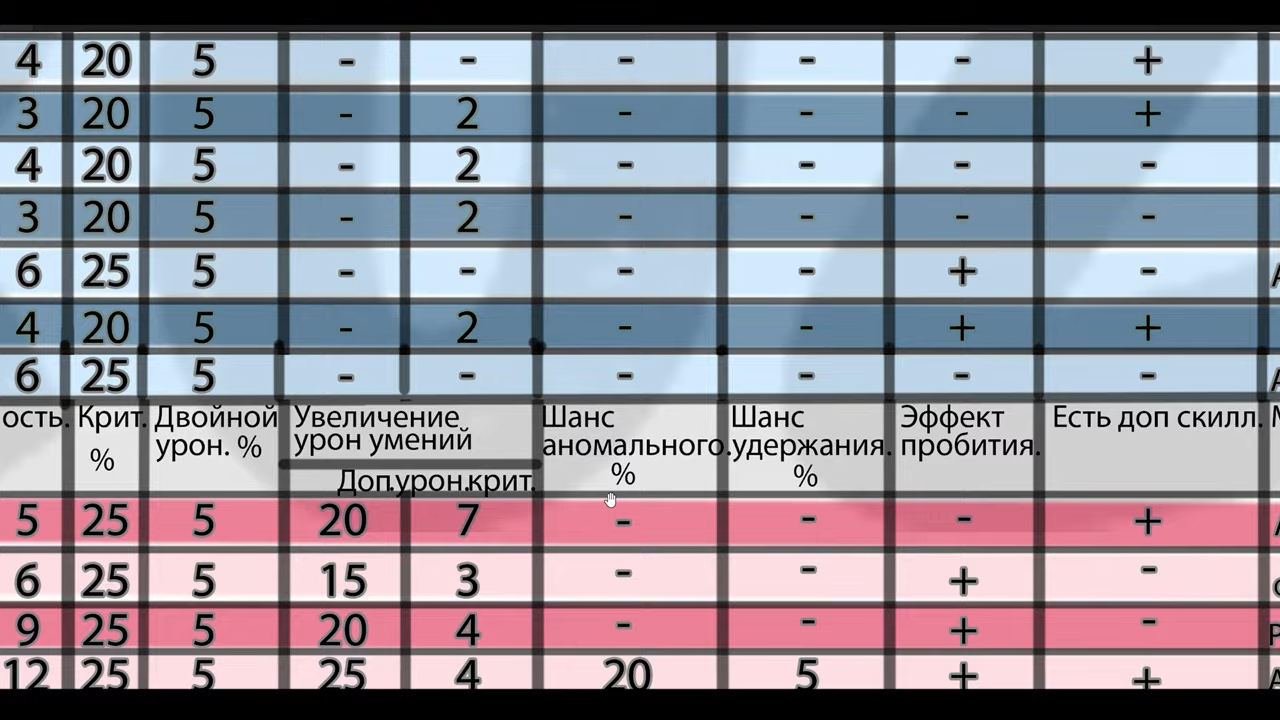 4 20 5 - - - - - +
3 20 5 - 2 - - - +
4 20 5 - 2 - - - -
3 20 5 - 2 - - - -
6 25 5 - - - - + -
4 20 5 - 2 - - + +
6 25 5 - - - - - -
ость. Крит. Двойной Увеличение Шанс Шанс Эффект Есть доп скилл.
% урон. % урон умений аномального. удержания. пробития.
Доп.урон.крит. % %
5 25 5 20 7 - - - +
6 25 5 15 3 - - + -
9 25 5 20 4 - - + -
12 25 5 25 4 20 5 + +